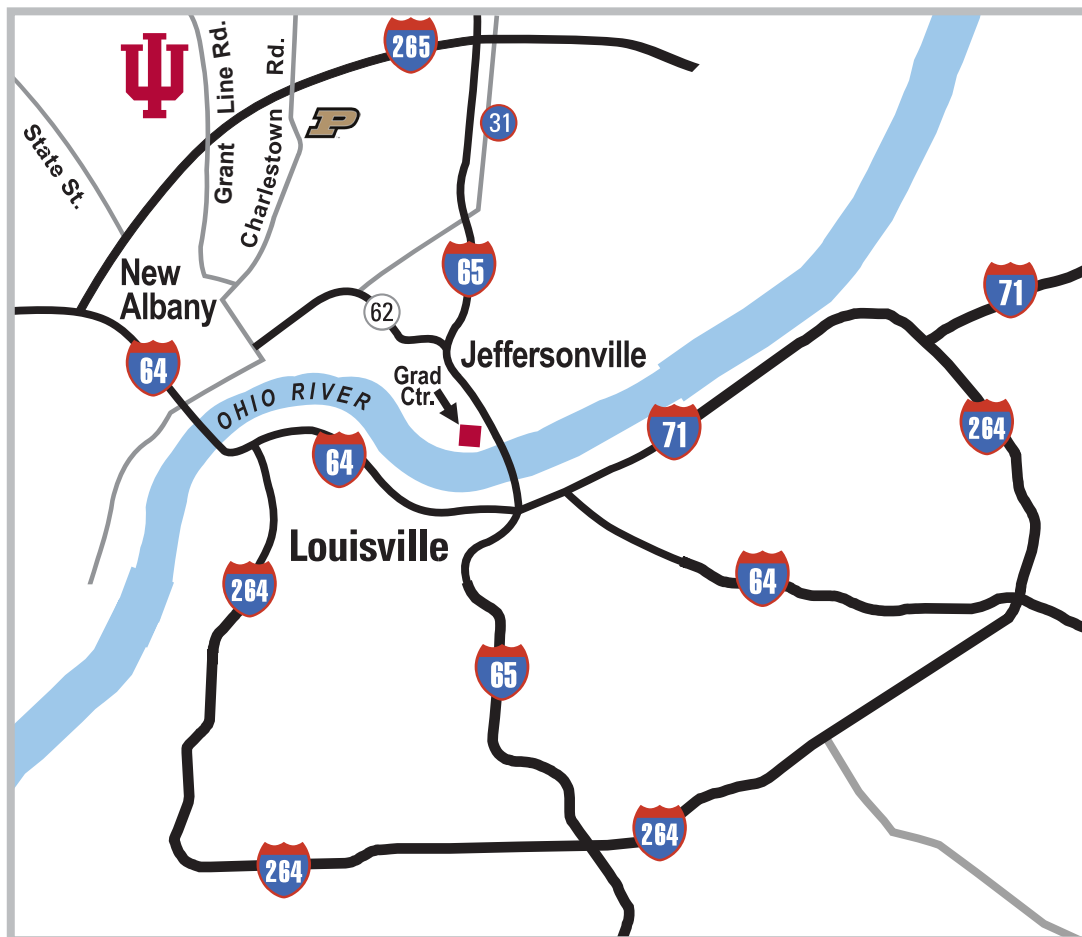 265
Grant Line Rd.
Charlestown Rd.
P
31
State St.
65
New
Albany
71
62
64
Jeffersonville
Grad
Ctr.
OHIO RIVER
71
264
64
Louisville
264
64
65
264
264